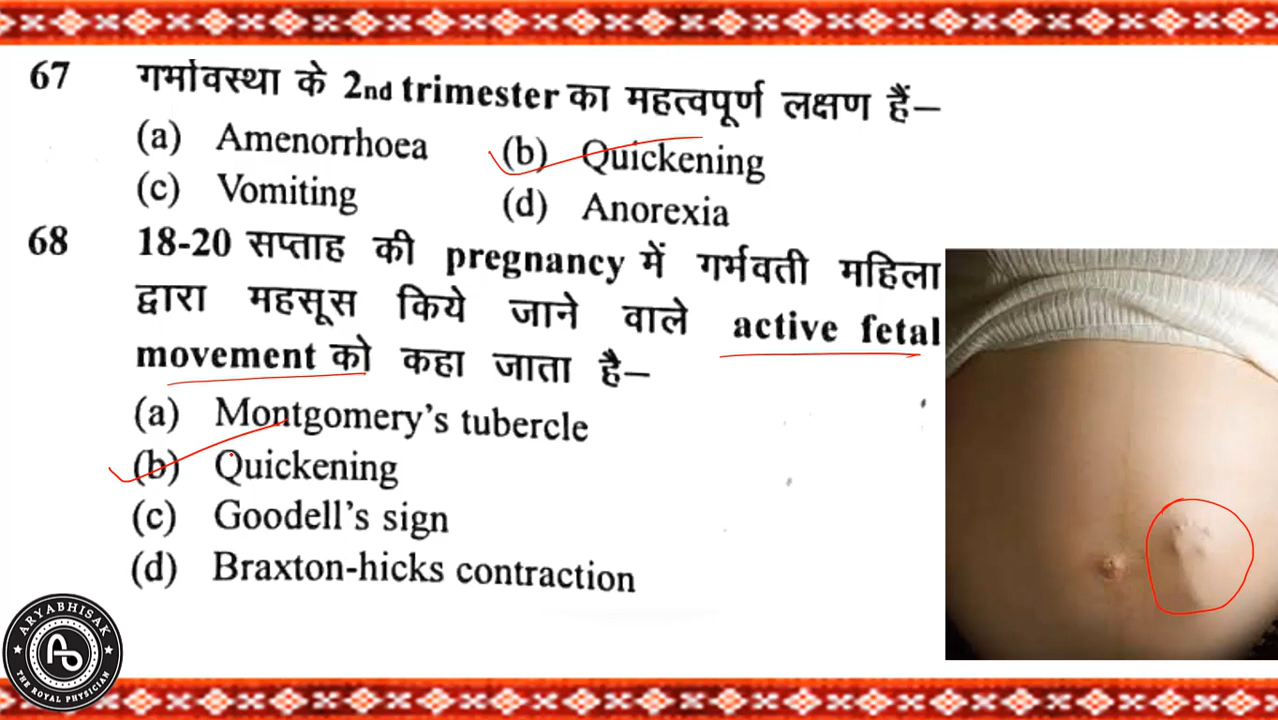 67 गर्भावस्था के 2nd trimester का महत्वपूर्ण लक्षण हैं–
(a) Amenorrhoea (b) Quickening
(c) Vomiting (d) Anorexia
68 18-20 सप्ताह की pregnancy में गर्भवती महिला
द्वारा महसूस किये जाने वाले active fetal
movement को कहा जाता है–
(a) Montgomery's tubercle
(b) Quickening
(c) Goodell's sign
(d) Braxton-hicks contraction
ARYABHISAK
THE ROYAL PHYSICIAN